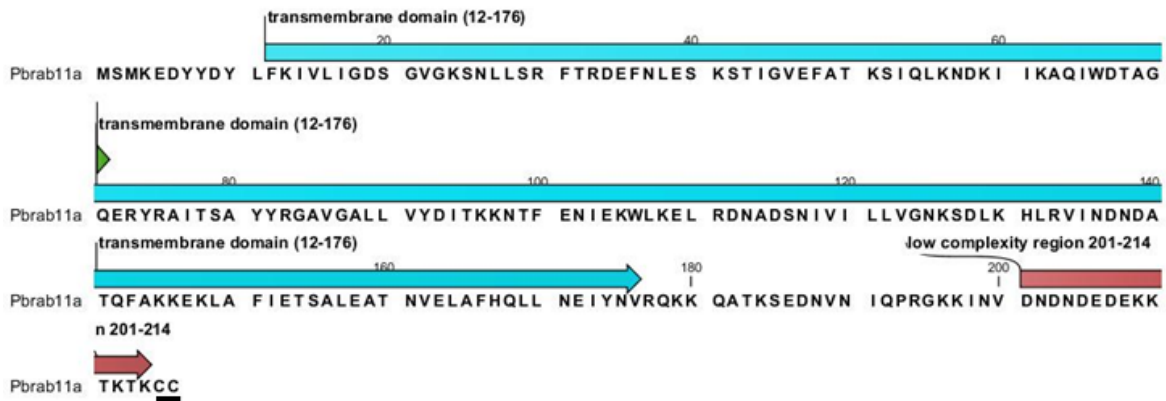 transmembrane domain (12-176)
20 40 60
Pbrab11a MSMKEDYYDY LFKIVLIGDS GVGKSNLLSR FTRDEFNLES KSTIGVEFAT KSIQLKNDKI IKAQIWDTAG
transmembrane domain (12-176)
80 100 120 140
Pbrab11a QERYRAITSA YYRGAVGALL VYDITKKNTF ENIEKWLKEL RDNADSNIVI LLVGNKSDLK HLRVINDNDA
transmembrane domain (12-176) low complexity region 201-214
160 180 200
Pbrab11a TQFAKKEKLA FIETSALEAT NVELAFHQLL NEIYNVRQKK QATKSEDNVN IQPRGKKINV DNDNDEDEKK
n 201-214
Pbrab11a TKTKCC